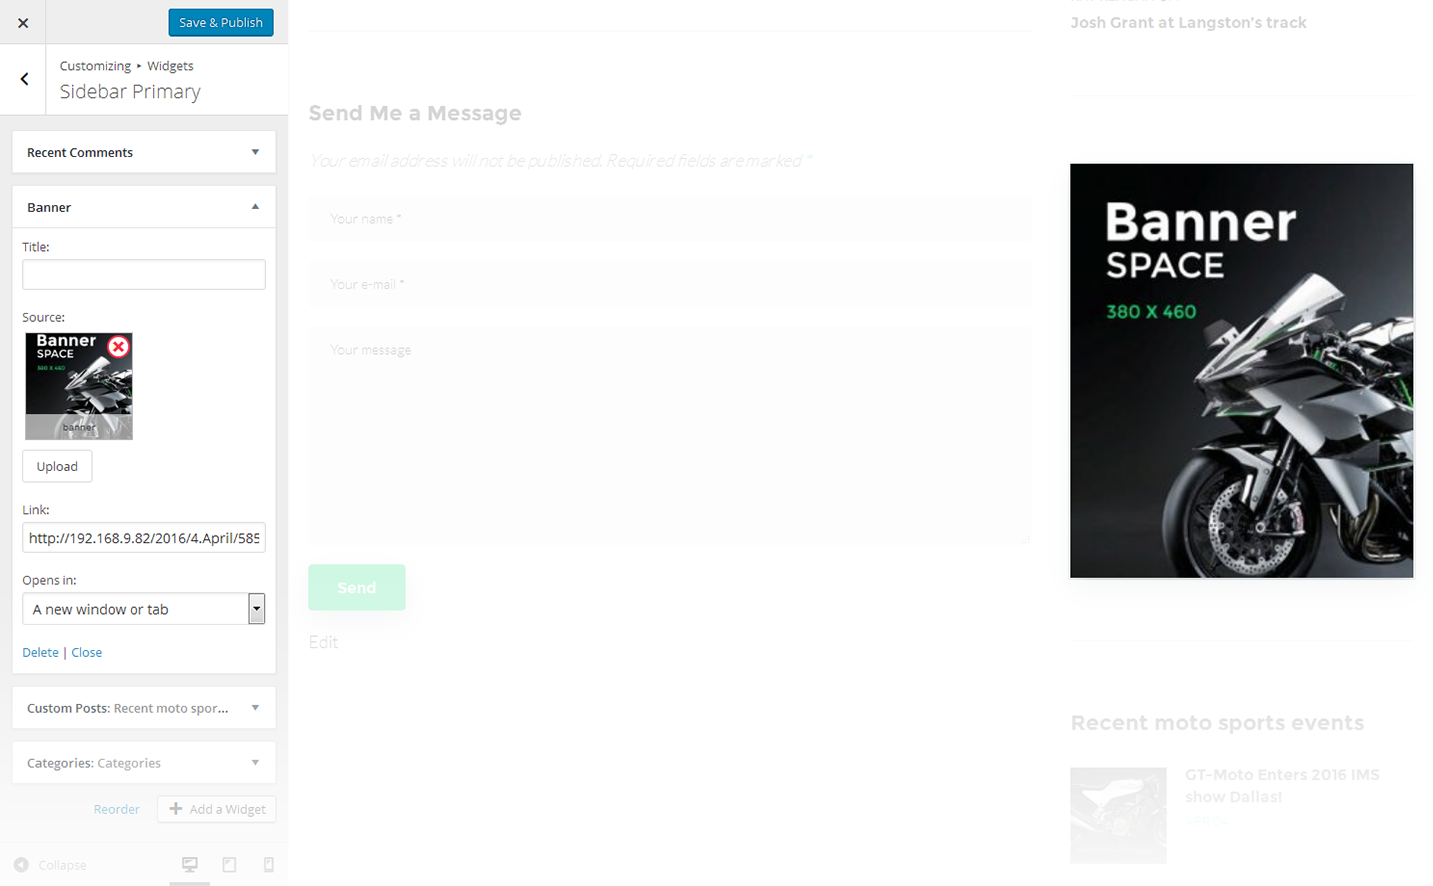 Save & Publish
Customizing ‣ Widgets
Sidebar Primary
Recent Comments
Banner
Title:
Source:
Banner
SPACE
380 X 460
banner
Upload
Link:
http://192.168.9.82/2016/4.April/585
Opens in:
A new window or tab
Delete | Close
Custom Posts: Recent moto spor...
Categories: Categories
Reorder
Add a Widget
Collapse
Send Me a Message
Your email address will not be published. Required fields are marked *
Your name *
Your e-mail *
Your message
Send
Edit
Josh Grant at Langston's track
Banner
SPACE
380 X 460
Recent moto sports events
GT-Moto Enters 2016 IMS
show Dallas!